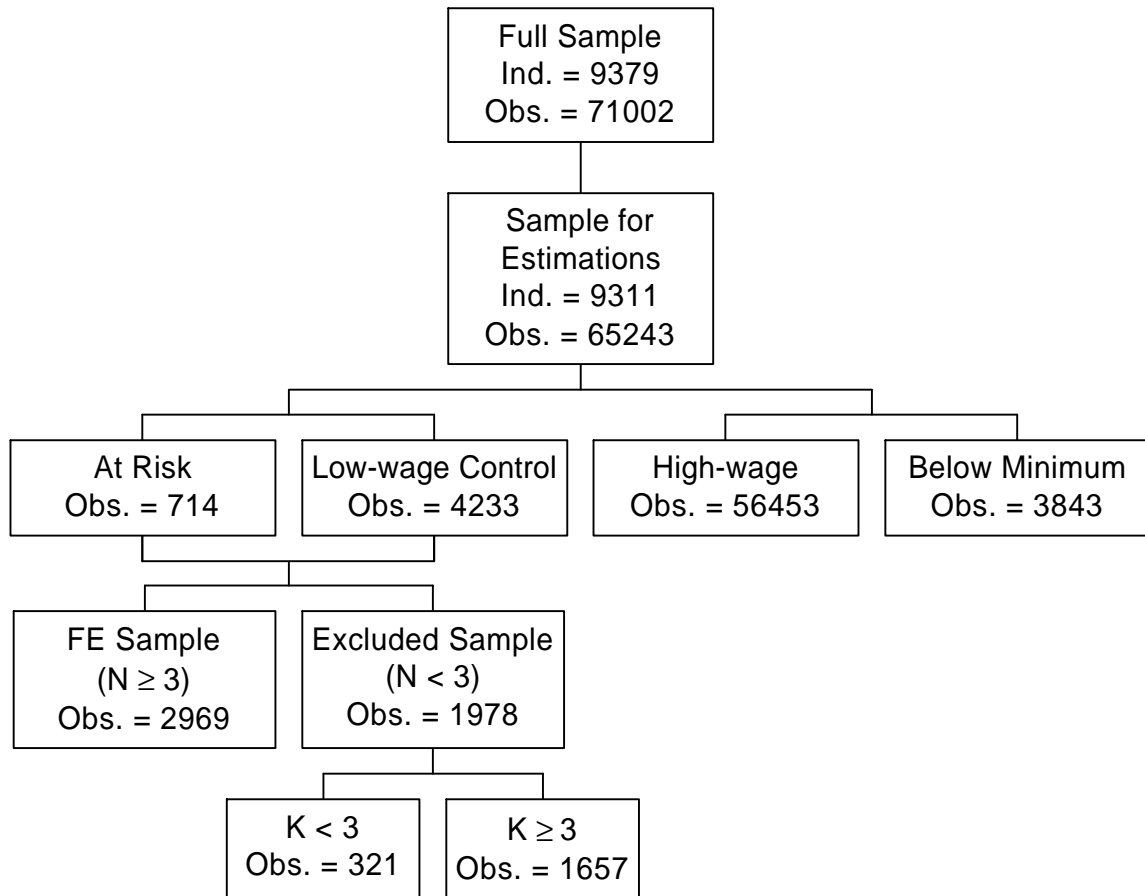 Full Sample
Ind. = 9379
Obs. = 71002
Sample for
Estimations
Ind. = 9311
Obs. = 65243
At Risk
Obs. = 714
Low-wage Control
Obs. = 4233
High-wage
Obs. = 56453
Below Minimum
Obs. = 3843
FE Sample
(N ≥ 3)
Obs. = 2969
Excluded Sample
(N < 3)
Obs. = 1978
K < 3
Obs. = 321
K ≥ 3
Obs. = 1657